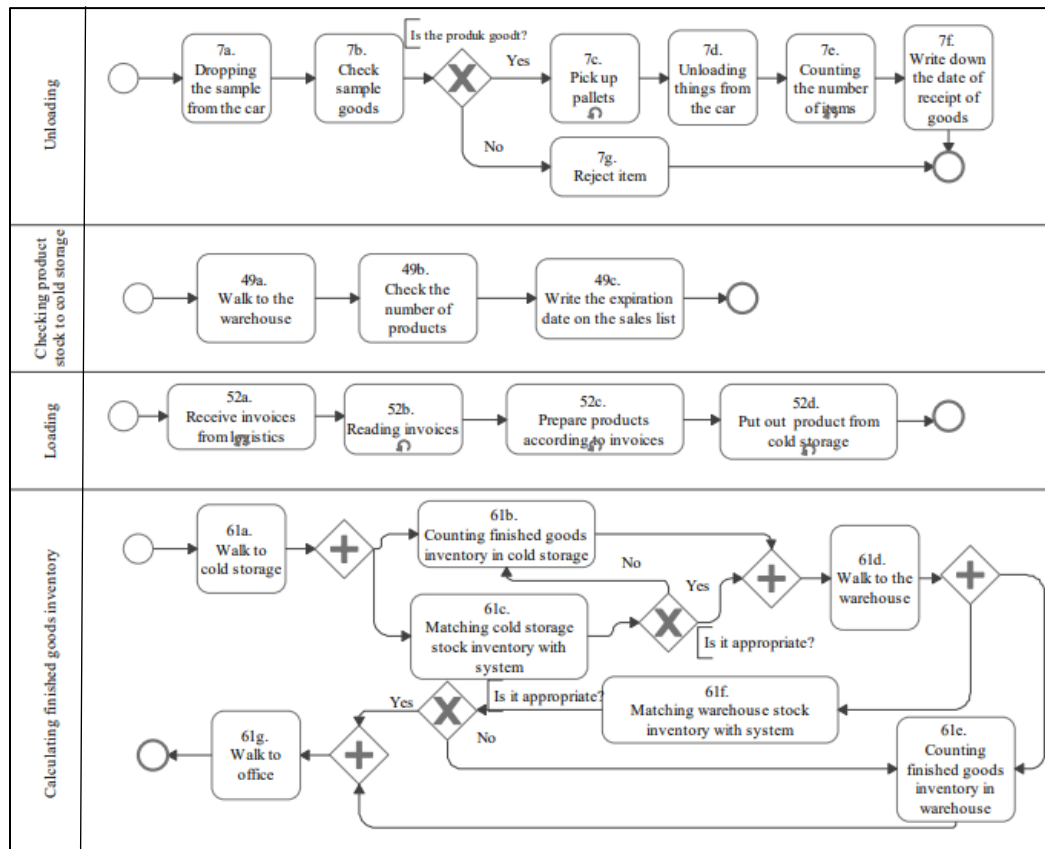 Unloading
Is the produk goodt?
7a.
Dropping
the sample
from the car
7b.
Check
sample
goods
Yes
7c.
Pick up
pallets
7d.
Unloading
things from
the car
7e.
Counting
the number
of items
7f.
Write down
the date of
receipt of
goods
No
7g.
Reject item
Checking product
stock to cold storage
49a.
Walk to the
warehouse
49b.
Check the
number of
products
49c.
Write the expiration
date on the sales list
Loading
52a.
Receive invoices
from logistics
52b.
Reading invoices
52c.
Prepare products
according to invoices
52d.
Put out product from
cold storage
Calculating finished goods inventory
61a.
Walk to
cold storage
61b.
Counting finished goods
inventory in cold storage
No
Yes
61c.
Matching cold storage
stock inventory with
system
Is it appropriate?
61d.
Walk to the
warehouse
61f.
Matching warehouse stock
inventory with system
Is it appropriate?
Yes
No
61e.
Counting
finished goods
inventory in
warehouse
61g.
Walk to
office